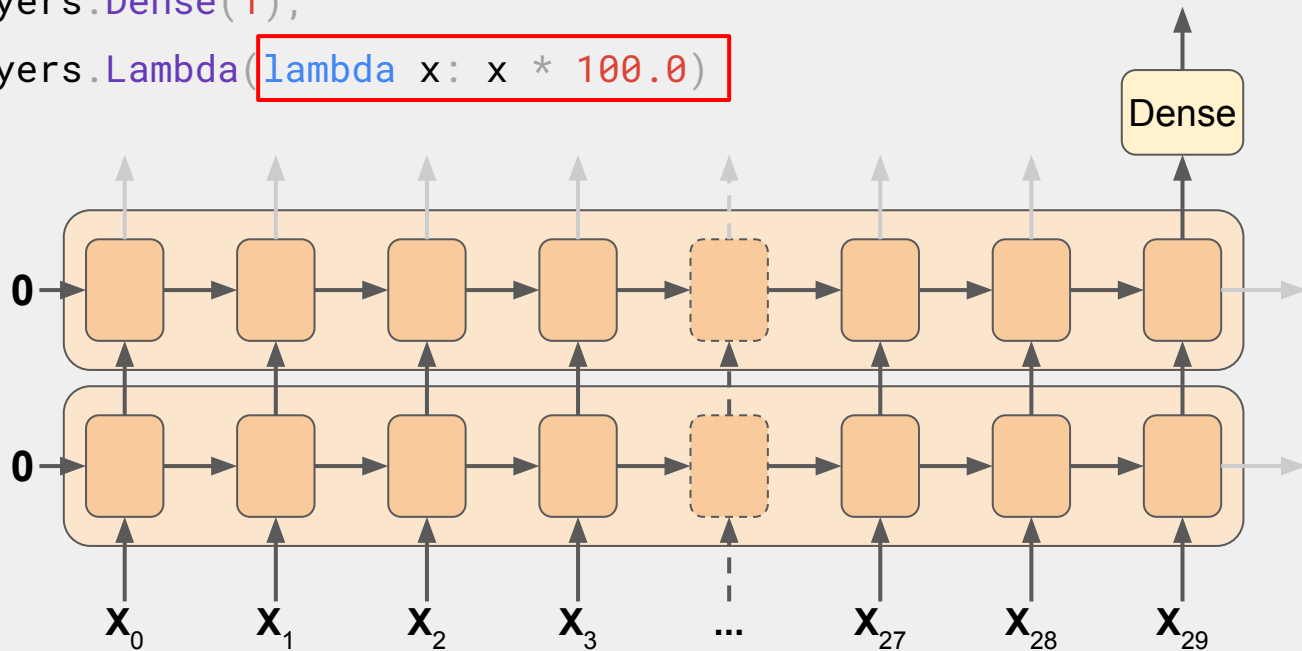 yers.Dense(1),
yers.Lambda(lambda x: x * 100.0)
Dense
0
0
X₀ X₁ X₂ X₃ ... X₂₇ X₂₈ X₂₉